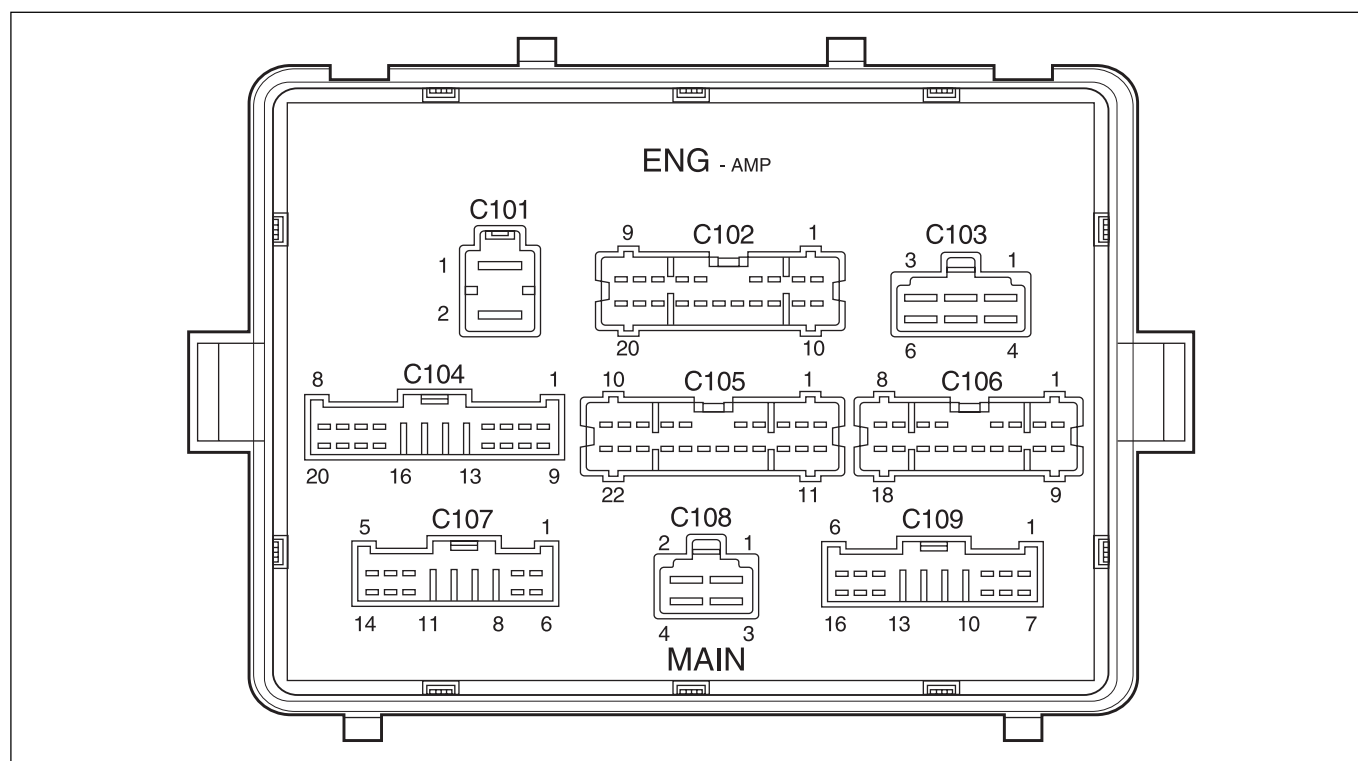 ENG - AMP
C101
1
2
9 C102 1
20 10
3 C103 1
6 4
8 C104 1
20 16 13 9
10 C105 1
22 11
8 C106 1
18 9
5 C107 1
14 11 8 6
C108
2 1
4 3
6 C109 1
16 13 10 7
MAIN